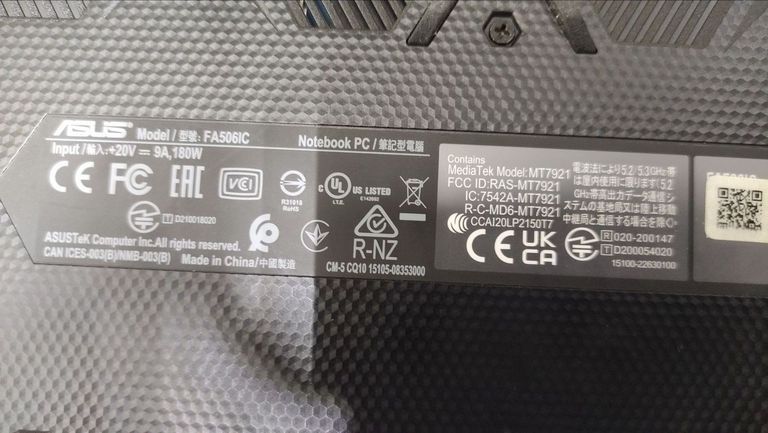 ASUS Model / 型號: FA506IC Notebook PC / 筆記型電腦
Input / 輸入: +20V 9A,180W
CE FC EAC VCI R31018 RoHS C UL US LISTED I.T.E. E142692
T D210018020
R-NZ
ASUSTeK Computer Inc.All rights reserved.
CAN ICES-003(B)/NMB-003(B) Made in China/中國製造 CM-5 CQ10 15105-08353000
Contains
MediaTek Model: MT7921
FCC ID:RAS-MT7921
IC:7542A-MT7921
R-C-MD6-MT7921
CCAI20LP2150T7
CE UK CA
電波法により5.2/5.3GHz帯
は屋内使用に限ります(5.2
GHz帯高出力データ通信シ
ステムの基地局又は陸上移動
中継局と通信する場合を除く)。
R 020-200147
T D200054020
15100-22630100
FA506IC